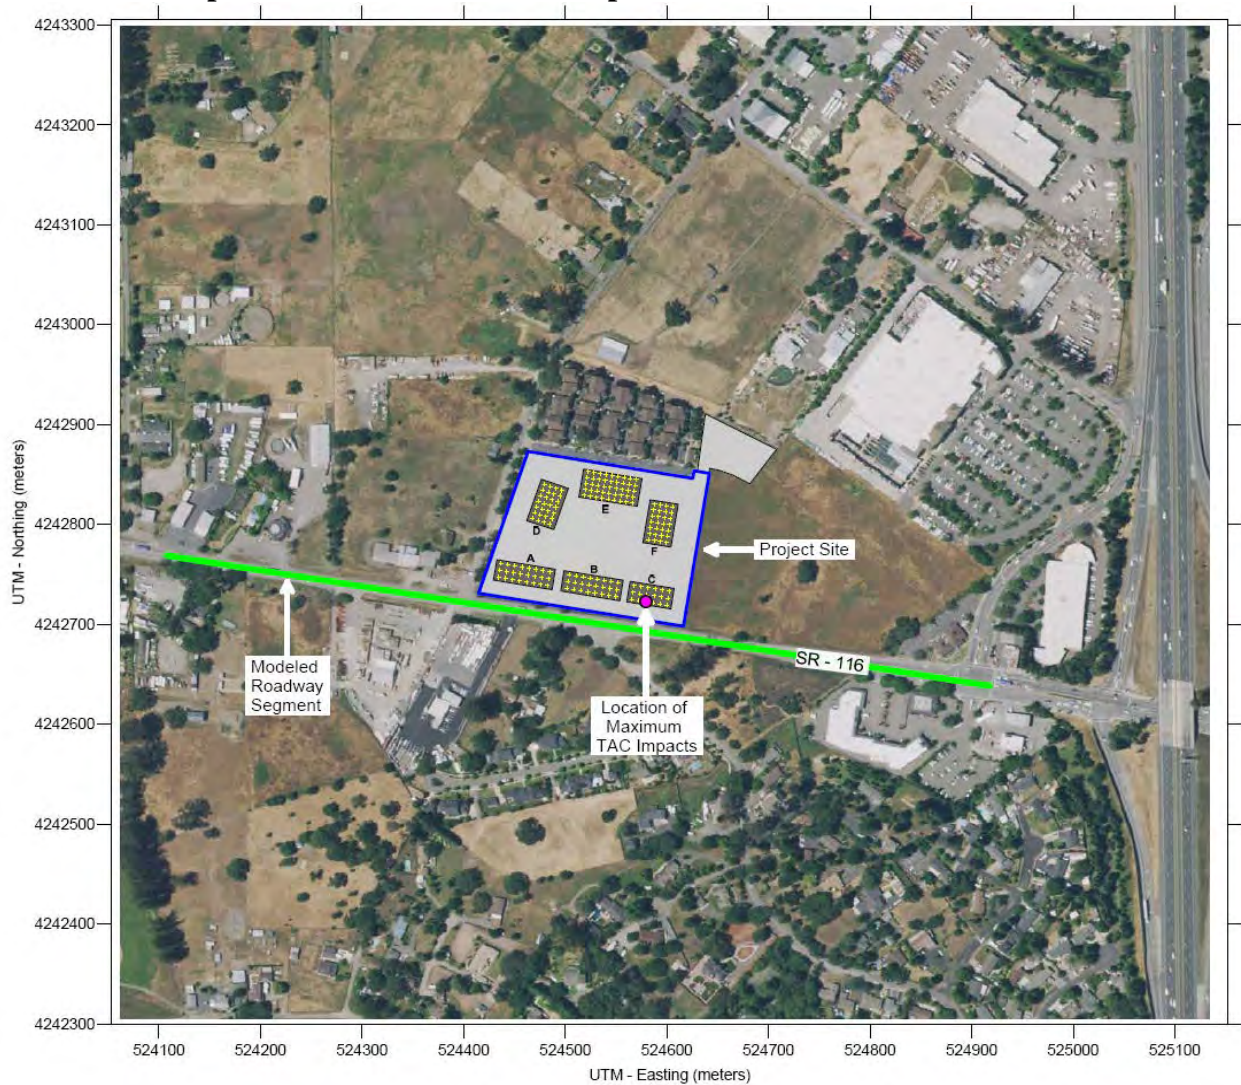 4243300
4243200
4243100
4243000
4242900
4242800
4242700
4242600
4242500
4242400
4242300
UTM - Northing (meters)
E
D
F
Project Site
A
B
C
SR - 116
Modeled
Roadway
Segment
Location of
Maximum
TAC Impacts
524100
524200
524300
524400
524500
524600
524700
524800
524900
525000
525100
UTM - Easting (meters)